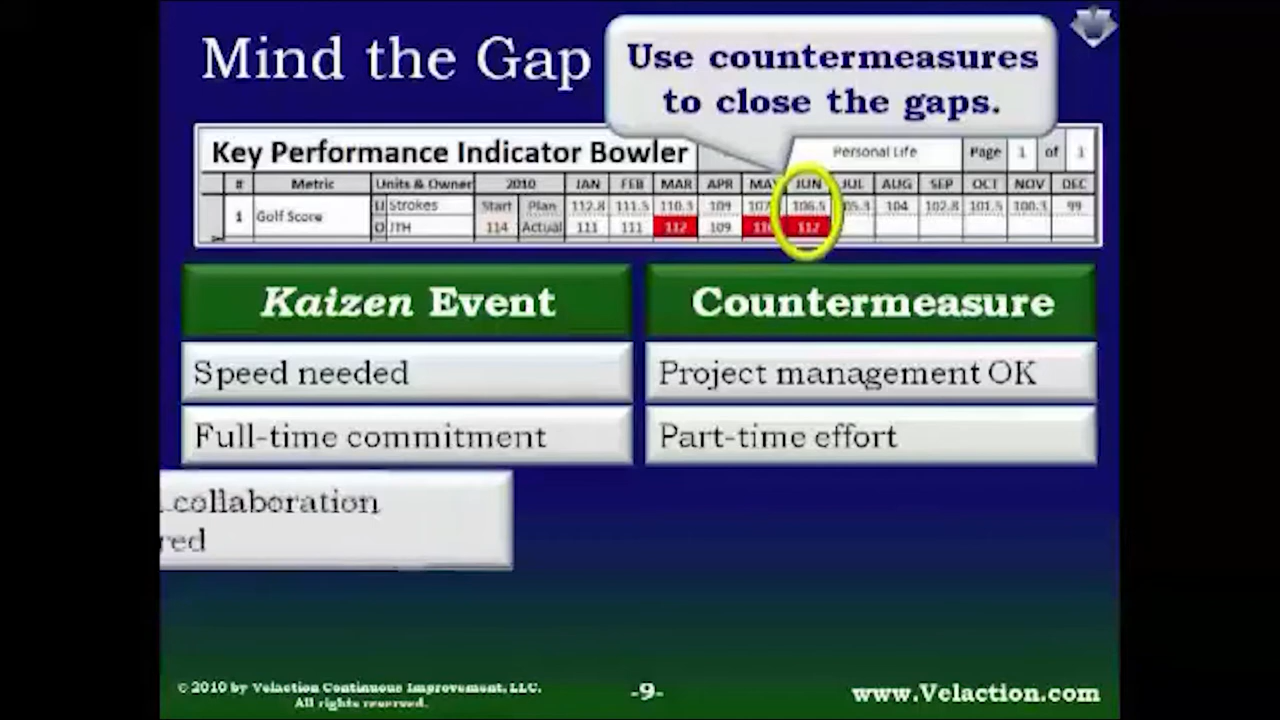 Mind the Gap
Use countermeasures
to close the gaps.
Key Performance Indicator Bowler
Personal Life Page 1 of 1
# Metric Units & Owner 2010 JAN FEB MAR APR MAY JUN JUL AUG SEP OCT NOV DEC
1 Golf Score U Strokes Start Plan 112.8 111.5 110.3 109 106.5 104 102.8 101.5 100.3 99
O JTH 114 Actual 111 111 112 109 112
Kaizen Event Countermeasure
Speed needed Project management OK
Full-time commitment Part-time effort
collaboration
red
© 2010 by Velaction Continuous Improvement, LLC.
All rights reserved.
-9-
www.Velaction.com